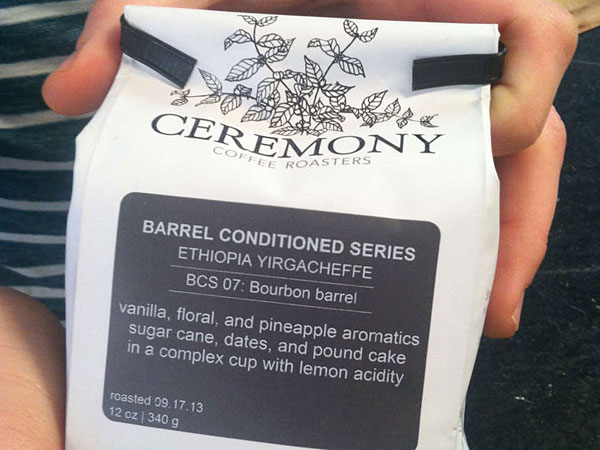 CEREMONY
COFFEE ROASTERS
BARREL CONDITIONED SERIES
ETHIOPIA YIRGACHEFFE
BCS 07: Bourbon barrel
vanilla, floral, and pineapple aromatics
sugar cane, dates, and pound cake
in a complex cup with lemon acidity
roasted 09.17.13
12 oz | 340 g